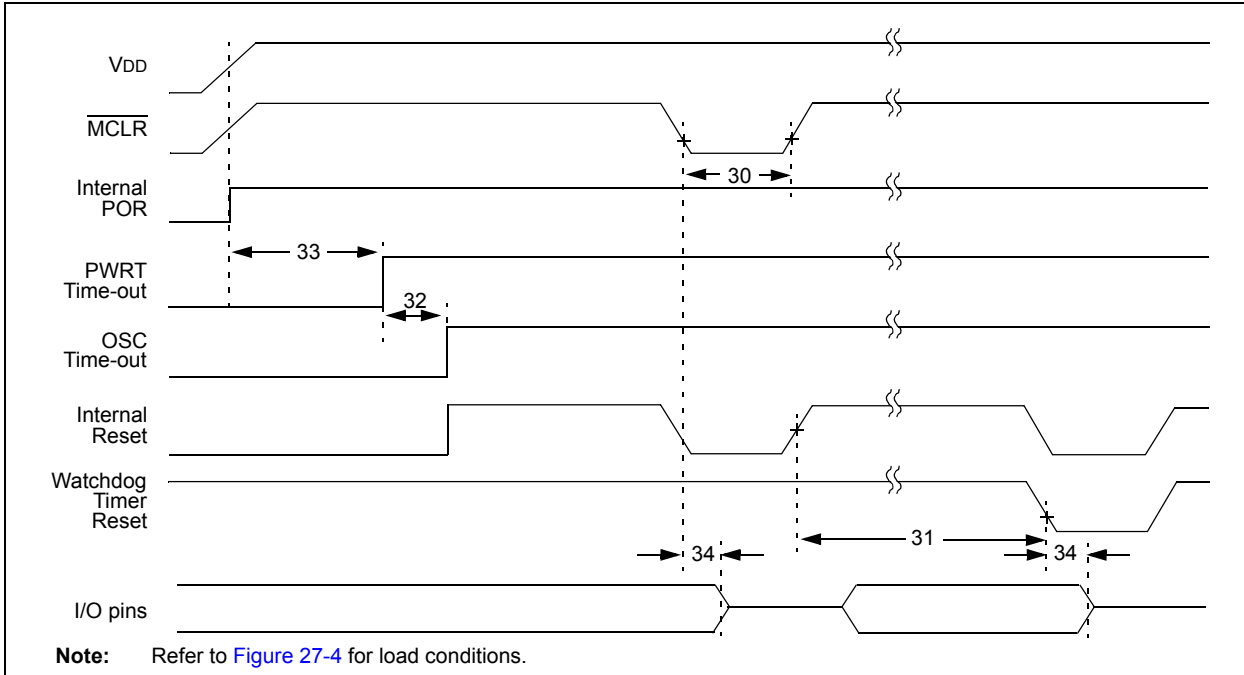 VDD
MCLR
30
Internal
POR
33
PWRT
Time-out
32
OSC
Time-out
Internal
Reset
Watchdog
Timer
Reset
31
34
34
I/O pins
Note: Refer to Figure 27-4 for load conditions.